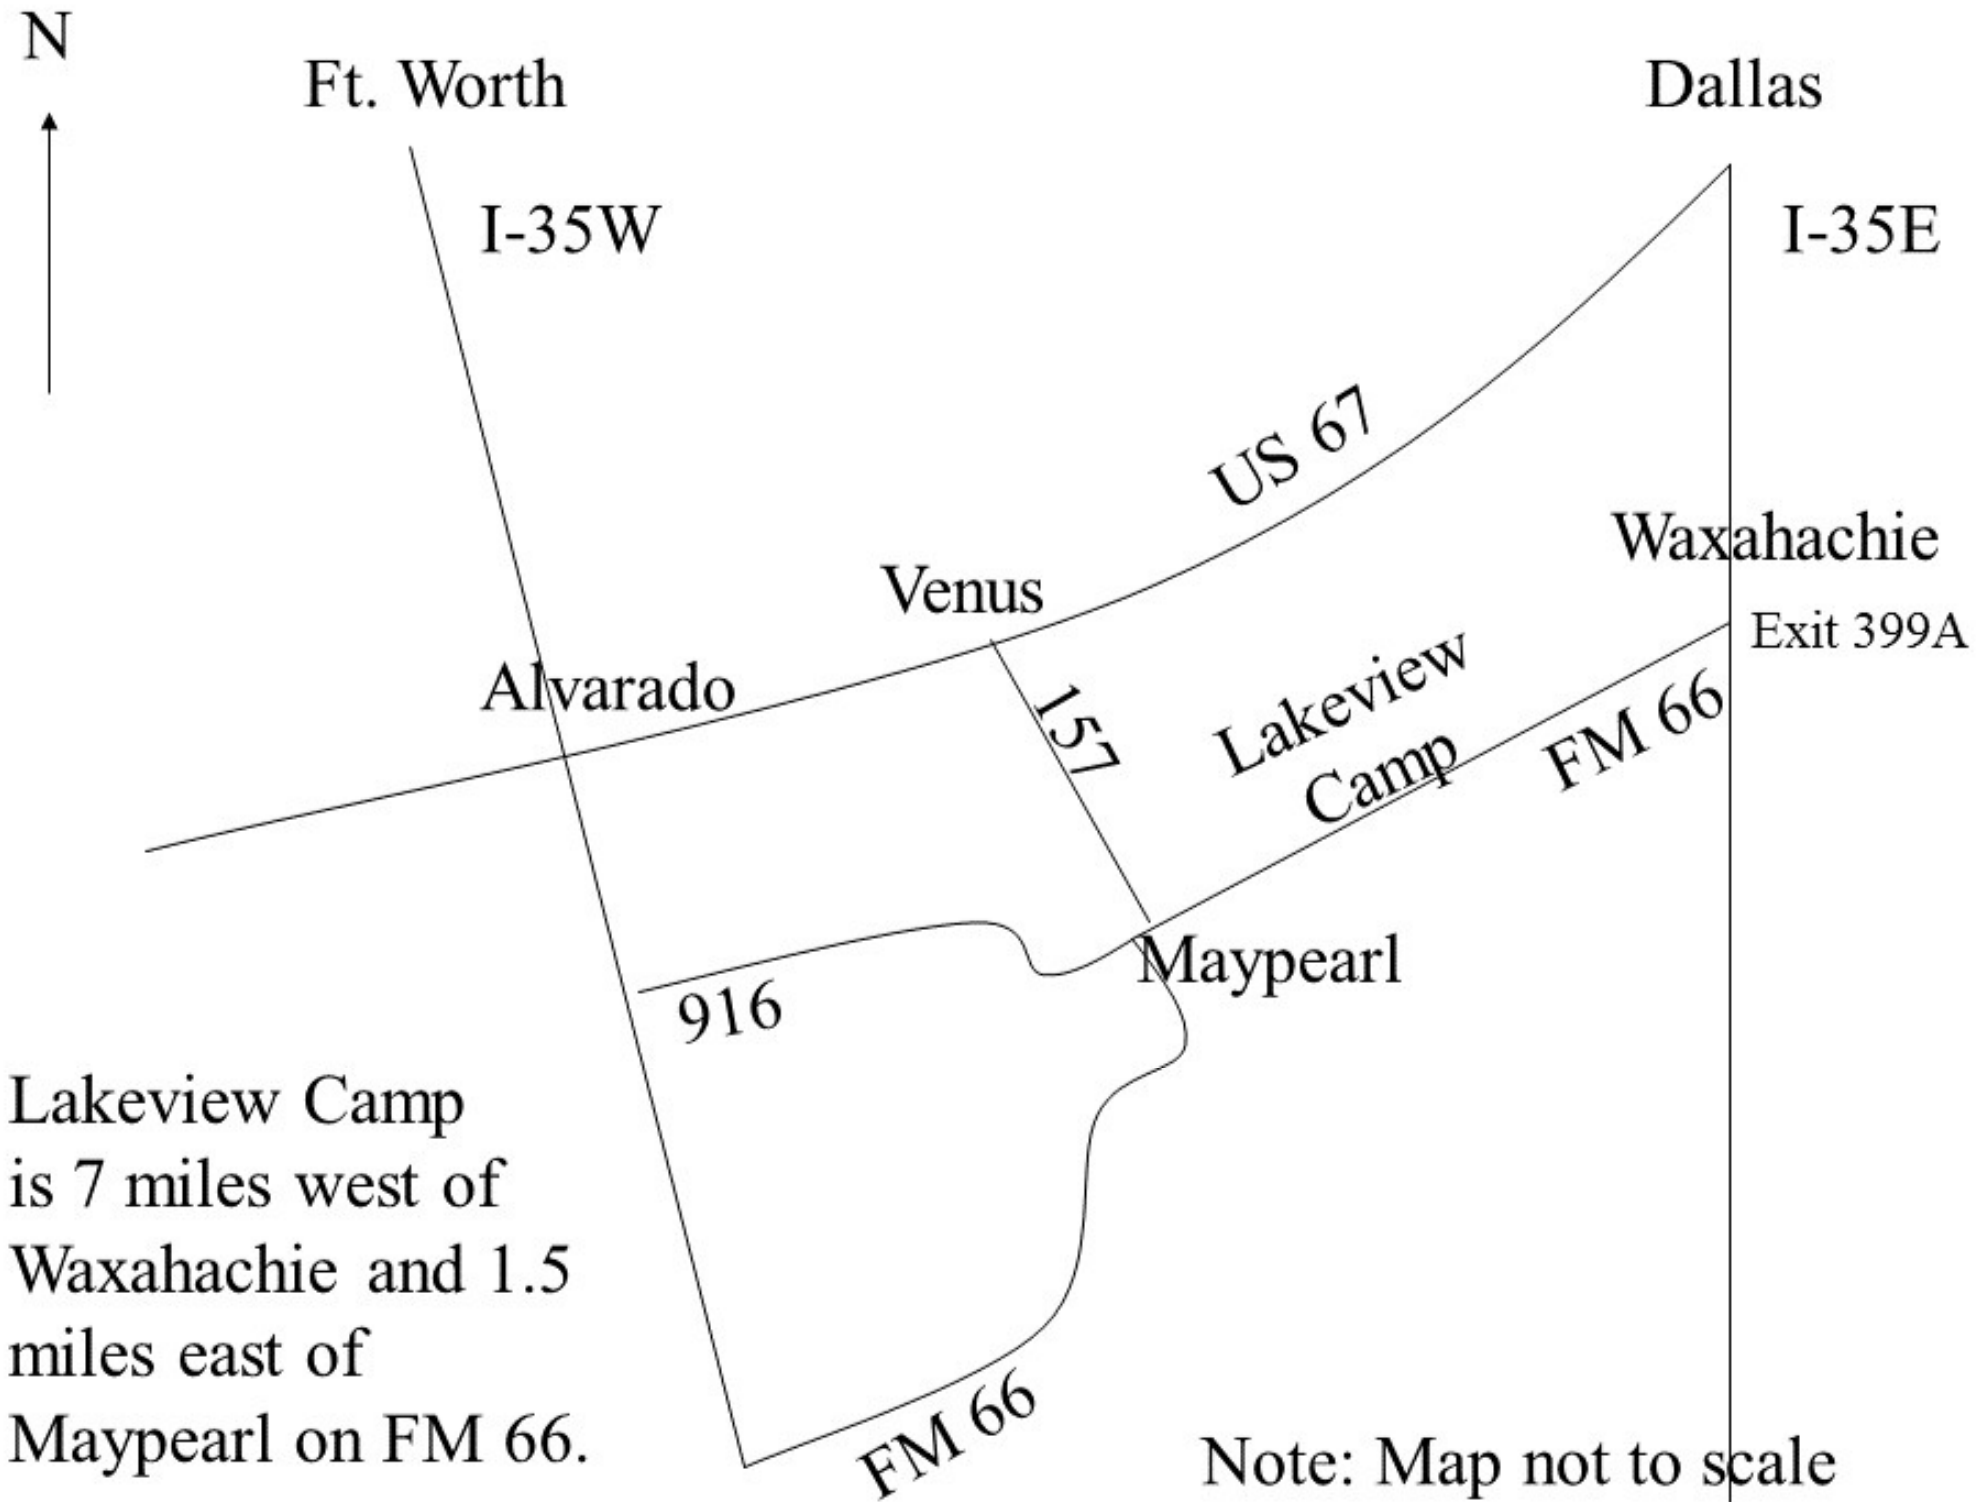 N
Ft. Worth
Dallas
I-35W
I-35E
US 67
Waxahachie
Venus
Exit 399A
Alvarado
157
Lakeview
Camp
FM 66
Maypearl
916
Lakeview Camp
is 7 miles west of
Waxahachie and 1.5
miles east of
Maypearl on FM 66.
FM 66
Note: Map not to scale